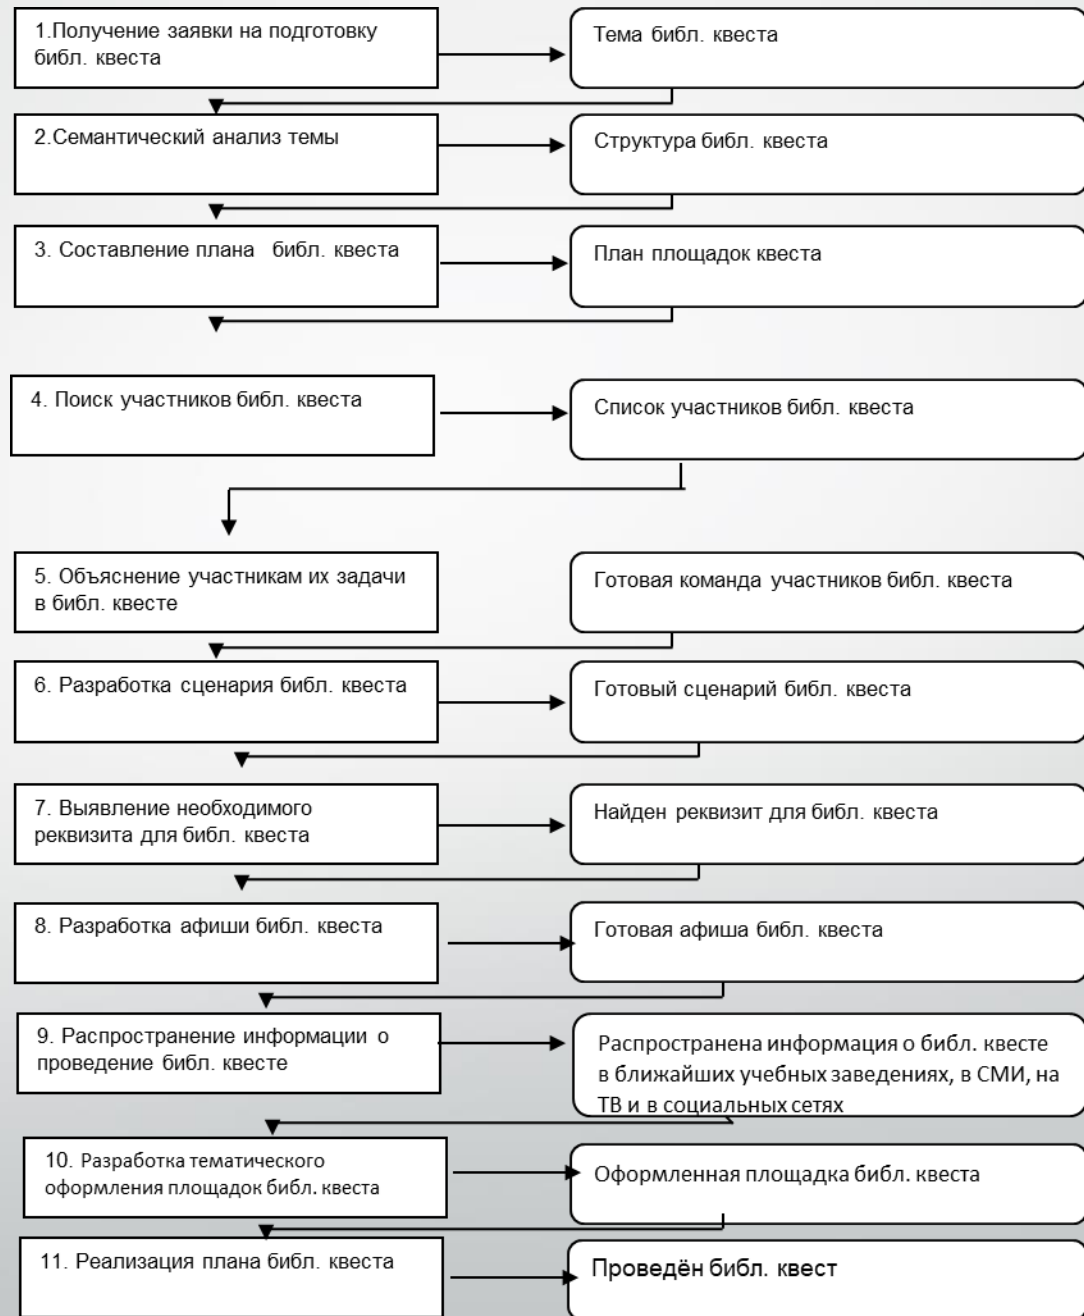 1.Получение заявки на подготовку
библ. квеста
Тема библ. квеста
2.Семантический анализ темы
Структура библ. квеста
3. Составление плана библ. квеста
План площадок квеста
4. Поиск участников библ. квеста
Список участников библ. квеста
5. Объяснение участникам их задачи
в библ. квесте
Готовая команда участников библ. квеста
6. Разработка сценария библ. квеста
Готовый сценарий библ. квеста
7. Выявление необходимого
реквизита для библ. квеста
Найден реквизит для библ. квеста
8. Разработка афиши библ. квеста
Готовая афиша библ. квеста
9. Распространение информации о
проведение библ. квесте
Распространена информация о библ. квесте
в ближайших учебных заведениях, в СМИ, на
ТВ и в социальных сетях
10. Разработка тематического
оформления площадок библ. квеста
Оформленная площадка библ. квеста
11. Реализация плана библ. квеста
Проведён библ. квест